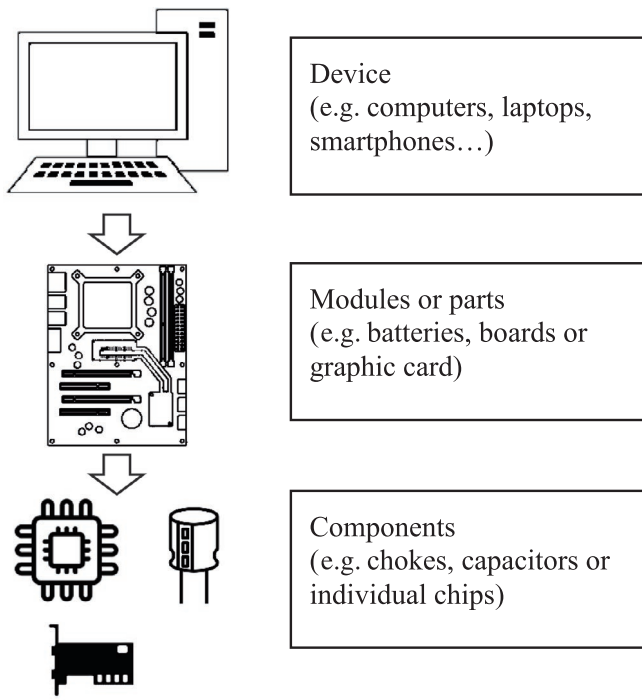 Device
(e.g. computers, laptops,
smartphones…)
Modules or parts
(e.g. batteries, boards or
graphic card)
Components
(e.g. chokes, capacitors or
individual chips)